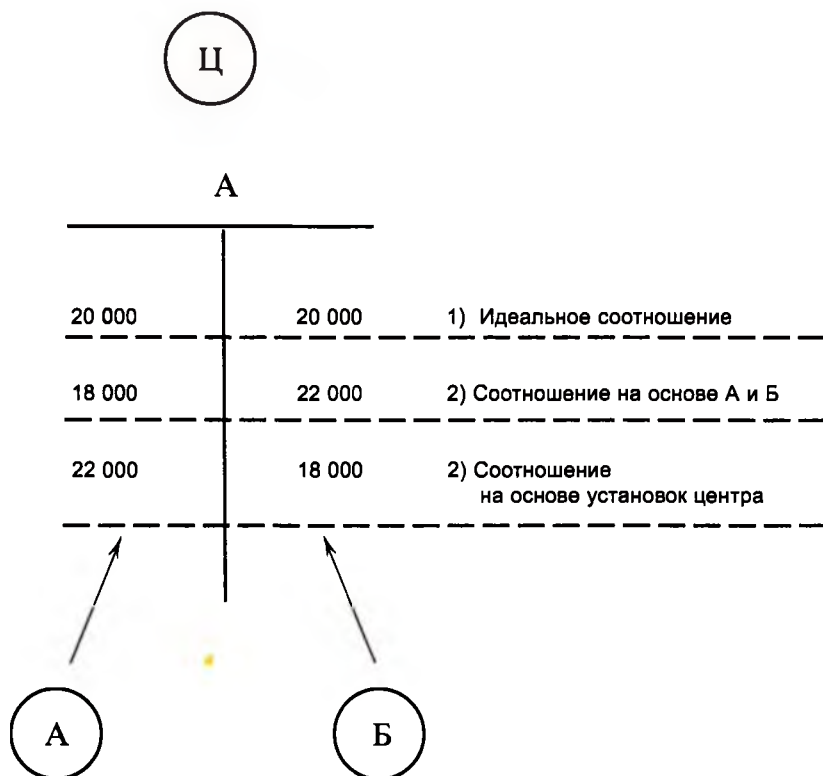 Ц
А
20 000 20 000 1) Идеальное соотношение
18 000 22 000 2) Соотношение на основе А и Б
22 000 18 000 2) Соотношение
на основе установок центра
А Б